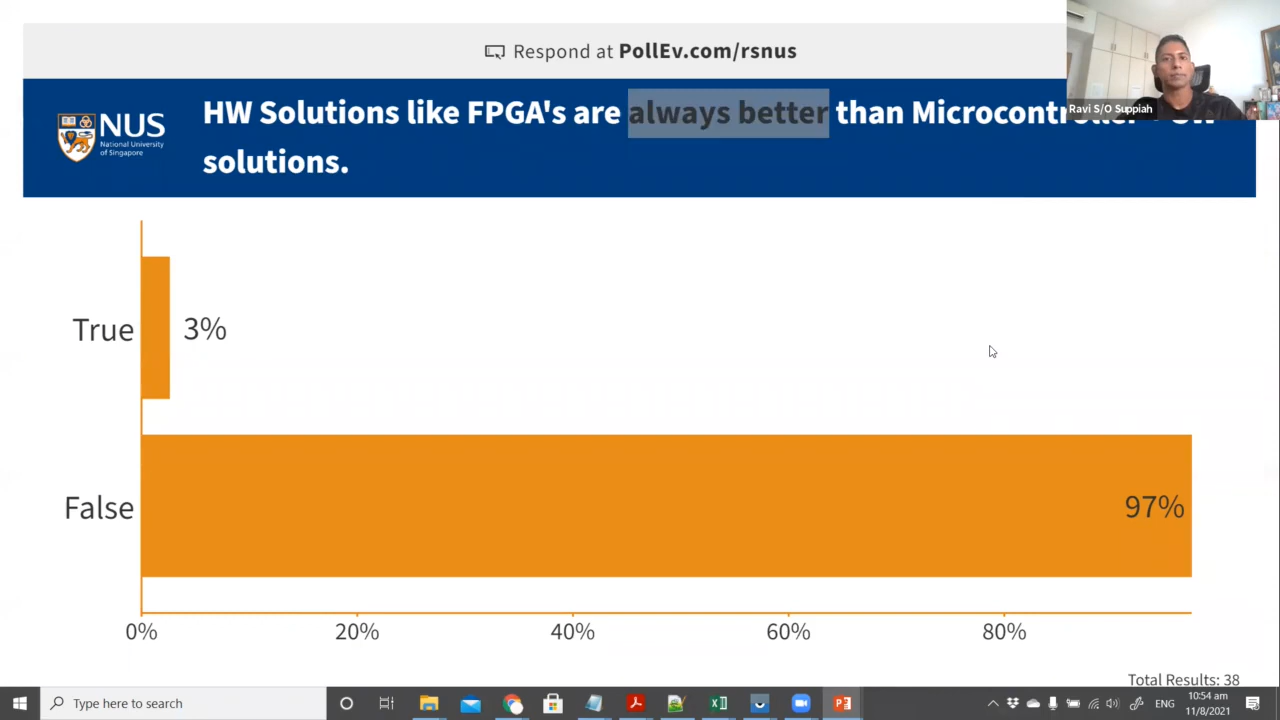 Respond at PollEv.com/rsnus
NUS
National University
of Singapore
HW Solutions like FPGA's are always better than Microcontroller
solutions.
Ravi S/O Suppiah
True
3%
False
97%
0%
20%
40%
60%
80%
Total Results: 38
Type here to search
ENG
10:54 am
11/8/2021